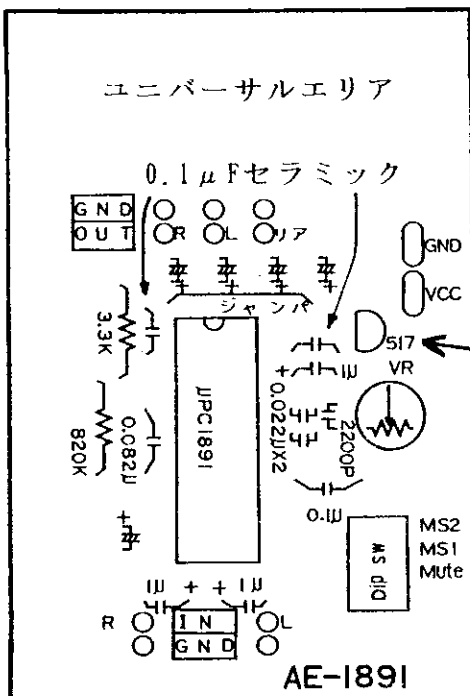 ユニバーサルエリア
0.1μFセラミック
GND
OUT
R
L
リア
GND
VCC
ジャンパ
3.3K
517
VR
+
1μ
μPC1891
0.022μX2
2200P
820K
0.082μ
0.1μ
MS2
MS1
Mute
Dip SW
1μ
+
+
1μ
R
IN
L
GND
AE-1891